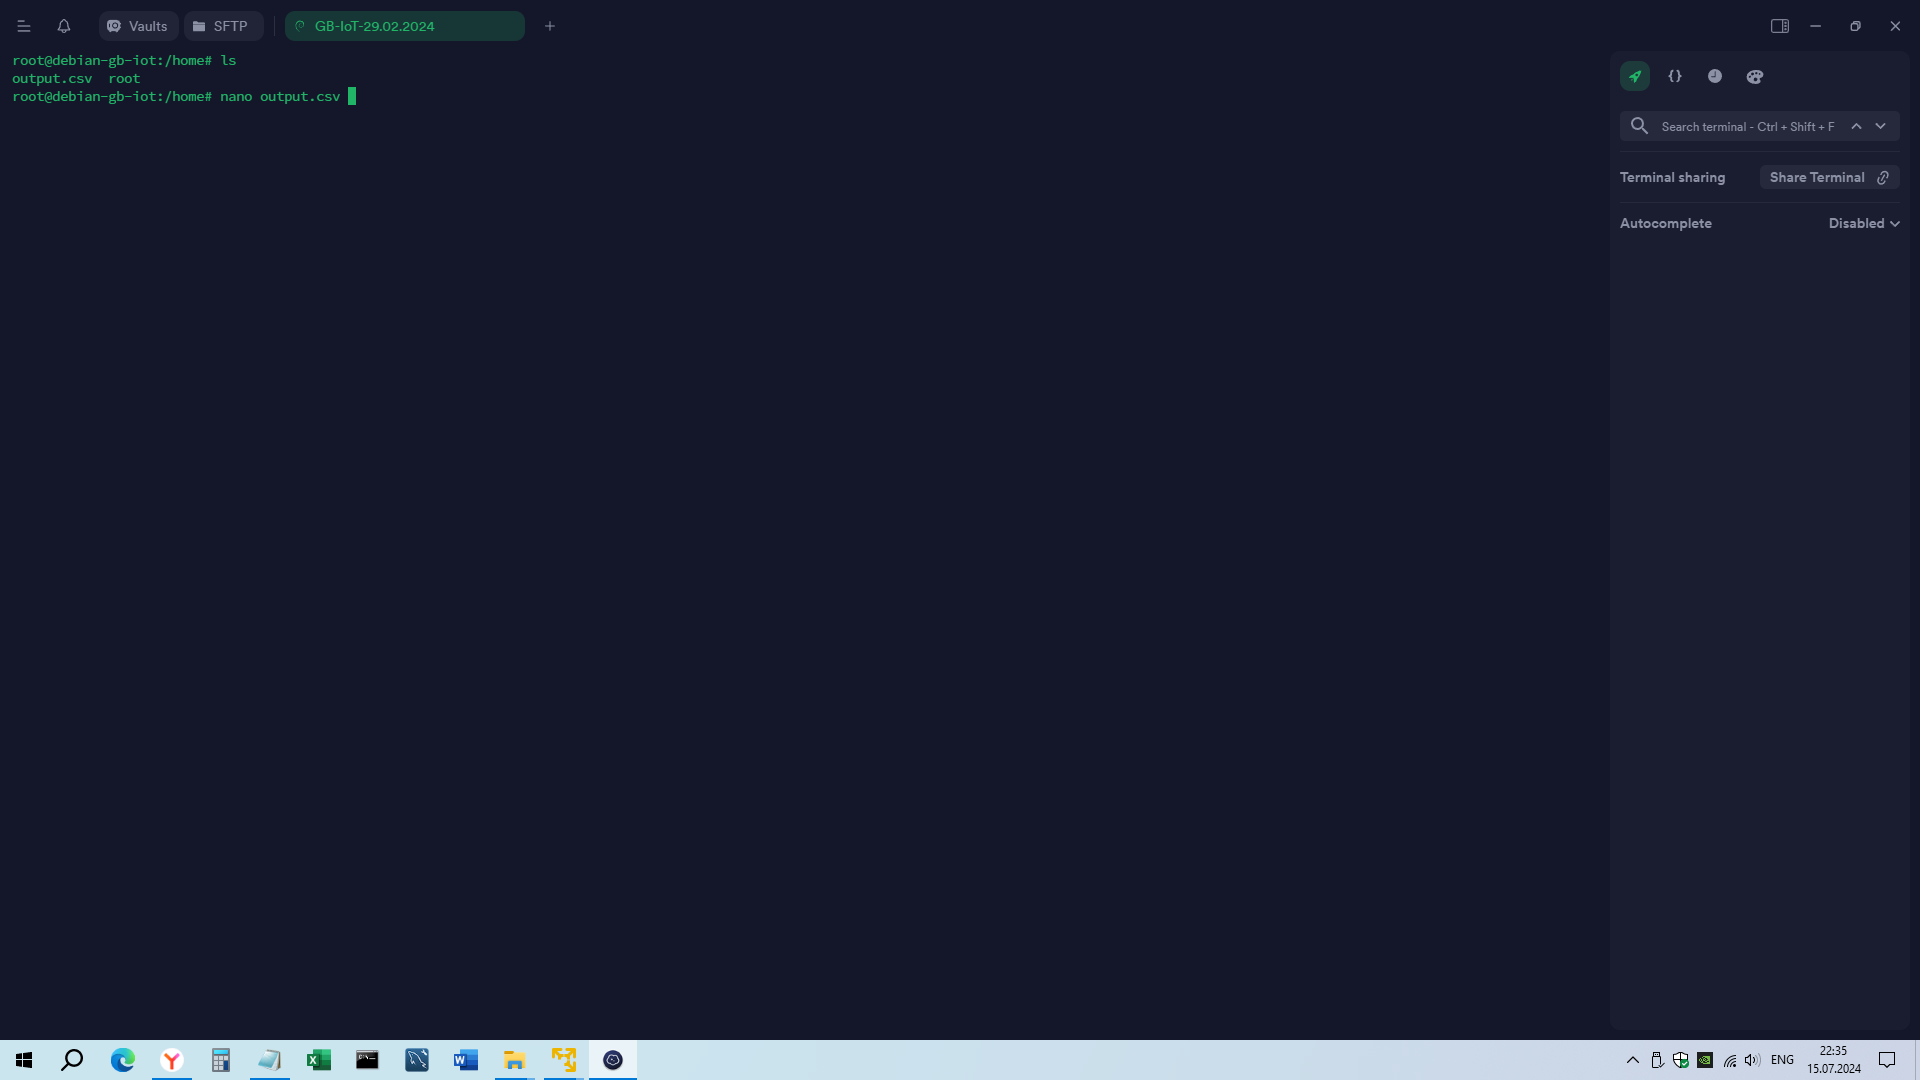 Vaults
SFTP
GB-IoT-29.02.2024
root@debian-gb-iot:/home# ls
output.csv  root
root@debian-gb-iot:/home# nano output.csv
{}
Search terminal - Ctrl + Shift + F
Terminal sharing
Share Terminal
Autocomplete
Disabled
ENG
22:35
15.07.2024